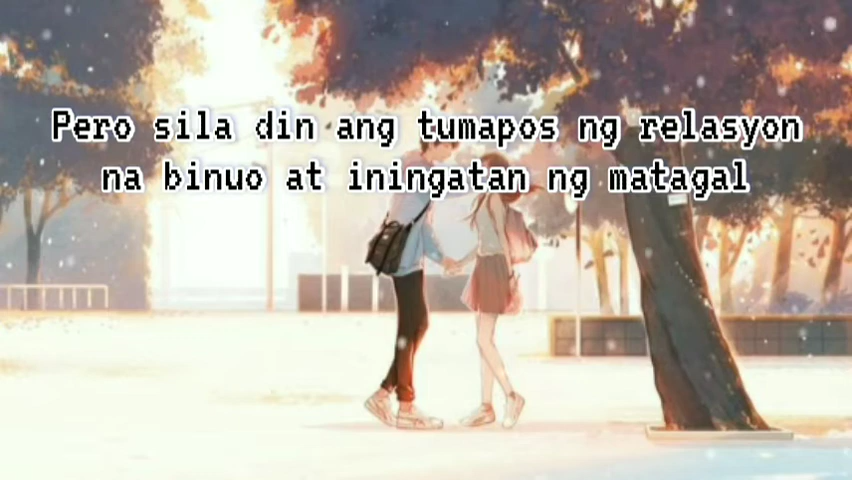 Pero sila din ang tumapos ng relasyon
na binuo at iningatan ng matagal